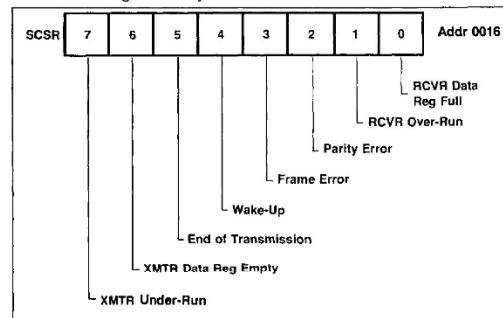 SCSR 7 6 5 4 3 2 1 0 Addr 0016
RCVR Data
Reg Full
RCVR Over-Run
Parity Error
Frame Error
Wake-Up
End of Transmission
XMTR Data Reg Empty
XMTR Under-Run